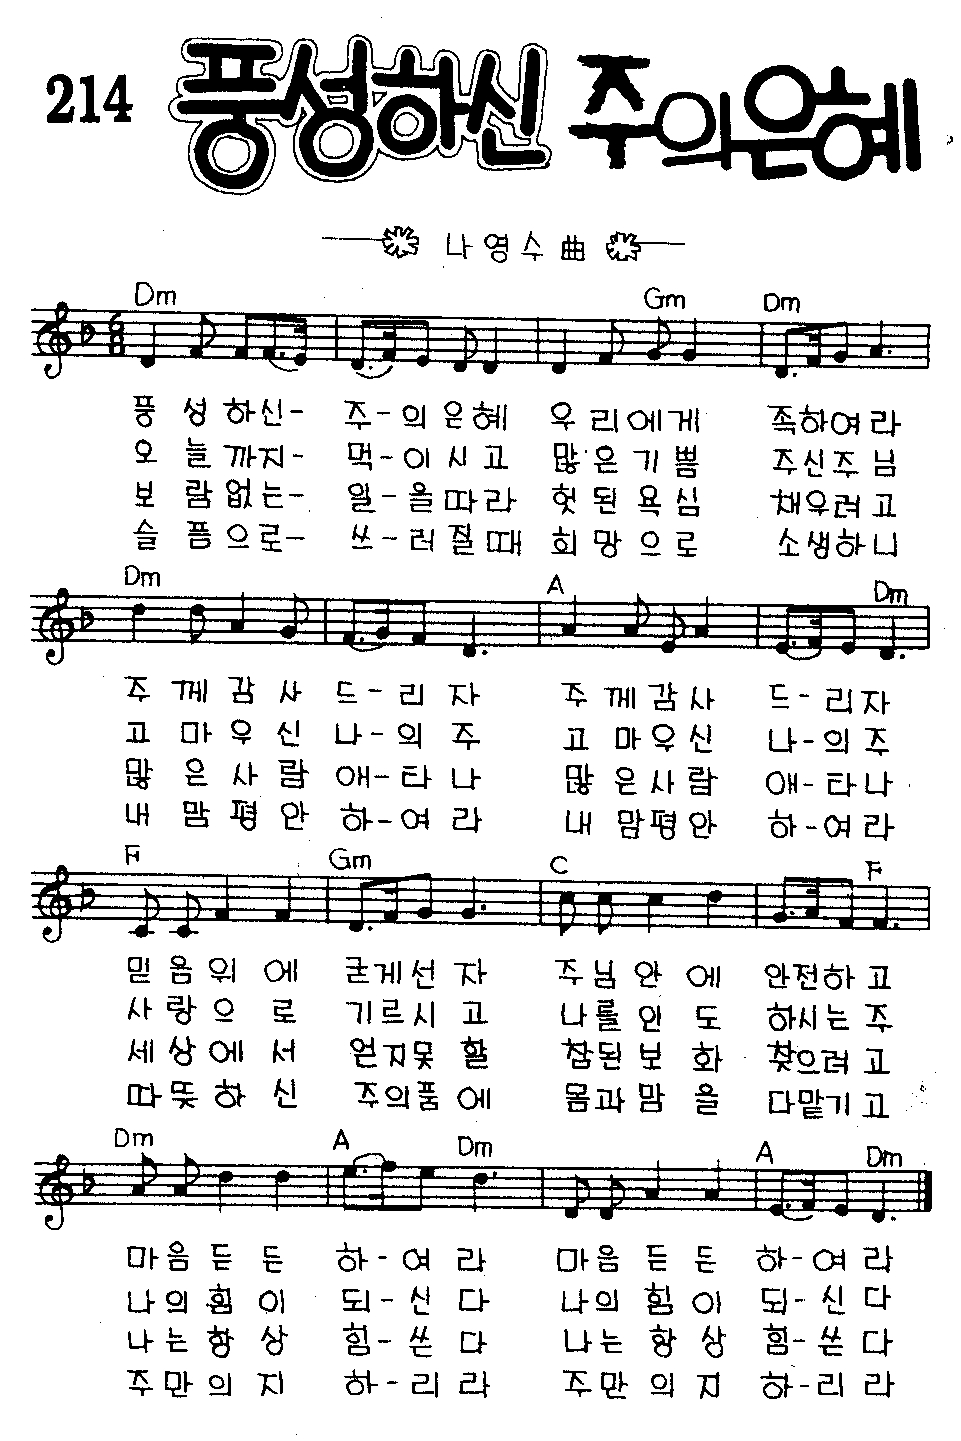 214 풍성하신 주의은혜
나영수 曲
Dm Gm Dm
6 8
풍 성 하신- 주-의 은혜 우 리에게 족하여라
오 늘 까지- 먹-이 시고 많은기쁨 주신주님
보 람없는- 일-을따라 헛된욕심 채우려고
슬 픔으로- 쓰-러질때 희망으로 소생하니
Dm A Dm
주 께 감 사 드-리 자 주 께감사 드-리자
고 마 우 신 나-의 주 고 마우신 나-의주
많 은 사 람 애-타 나 많 은사람 애-타나
내 맘 평 안 하-여 라 내 맘평안 하-여라
F Gm C F
믿 음 위 에 굳게선 자 주님 안 에 안전하고
사 랑 으 로 기르시 고 나를 인 도 하시는주
세 상 에 서 얻지못 할 참된 보 화 찾으려고
따 뜻 하 신 주의품 에 몸과 맘 을 다맡기고
Dm A Dm A Dm
마음 든 든 하-여 라 마음 든 든 하-여라
나의 힘 이 되-신 다 나의 힘 이 되-신다
나는 항 상 힘-쓴 다 나는 항 상 힘-쓴다
주만 의 지 하-리 라 주만 의 지 하-리라